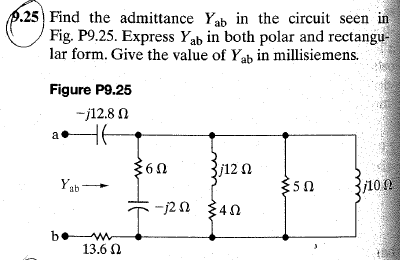 9.25 Find the admittance Yab in the circuit seen in
Fig. P9.25. Express Yab in both polar and rectangu-
lar form. Give the value of Yab in millisiemens.
Figure P9.25
-j12.8 Ω
a
6 Ω
j12 Ω
Yab
5 Ω
j10 Ω
-j2 Ω
4 Ω
b
13.6 Ω